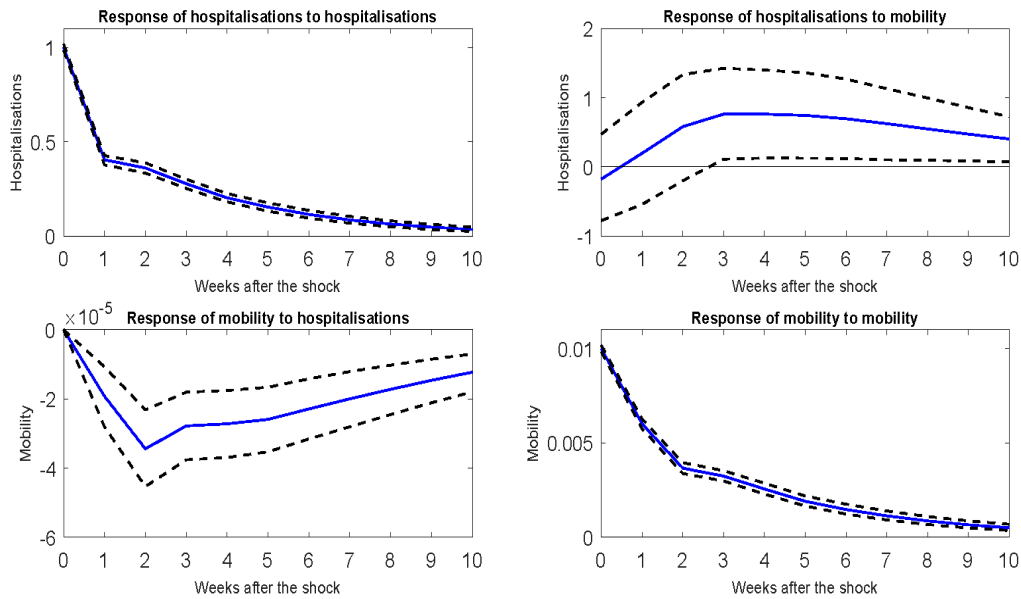 Response of hospitalisations to hospitalisations
1
0.5
0
Hospitalisations
0 1 2 3 4 5 6 7 8 9 10
Weeks after the shock
Response of hospitalisations to mobility
2
1
0
-1
Hospitalisations
0 1 2 3 4 5 6 7 8 9 10
Weeks after the shock
×10-5
Response of mobility to hospitalisations
0
-2
-4
-6
Mobility
0 1 2 3 4 5 6 7 8 9 10
Weeks after the shock
Response of mobility to mobility
0.01
0.005
0
Mobility
0 1 2 3 4 5 6 7 8 9 10
Weeks after the shock